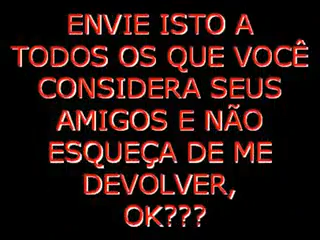 ENVIE ISTO A
TODOS OS QUE VOCÊ
CONSIDERA SEUS
AMIGOS E NÃO
ESQUEÇA DE ME
DEVOLVER,
OK???